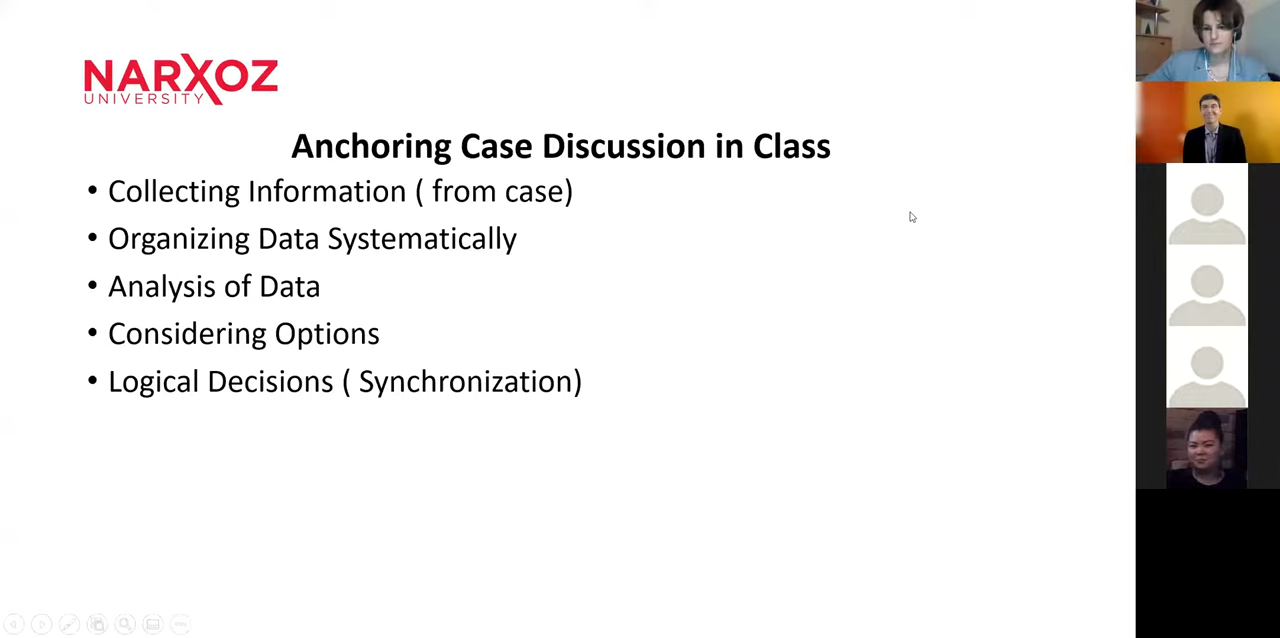 NARXOZ
UNIVERSITY
Anchoring Case Discussion in Class
• Collecting Information ( from case)
• Organizing Data Systematically
• Analysis of Data
• Considering Options
• Logical Decisions ( Synchronization)